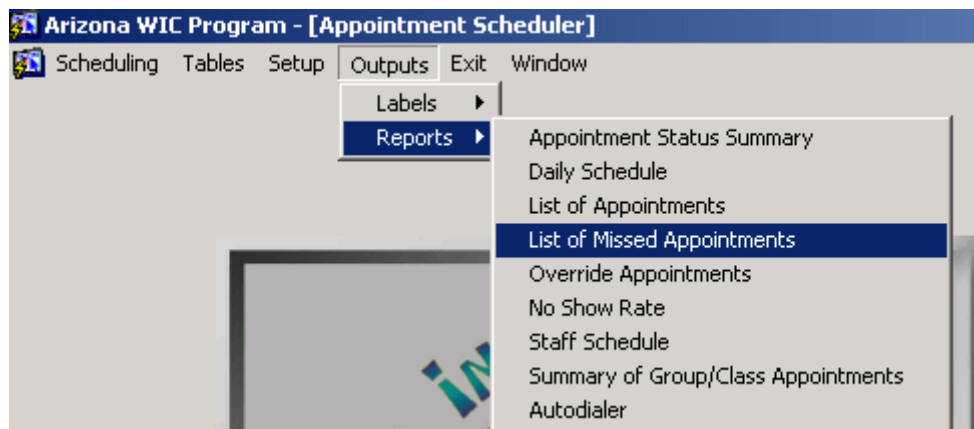 Arizona WIC Program - [Appointment Scheduler]
Scheduling Tables Setup Outputs Exit Window
Labels
Reports
Appointment Status Summary
Daily Schedule
List of Appointments
List of Missed Appointments
Override Appointments
No Show Rate
Staff Schedule
Summary of Group/Class Appointments
Autodialer